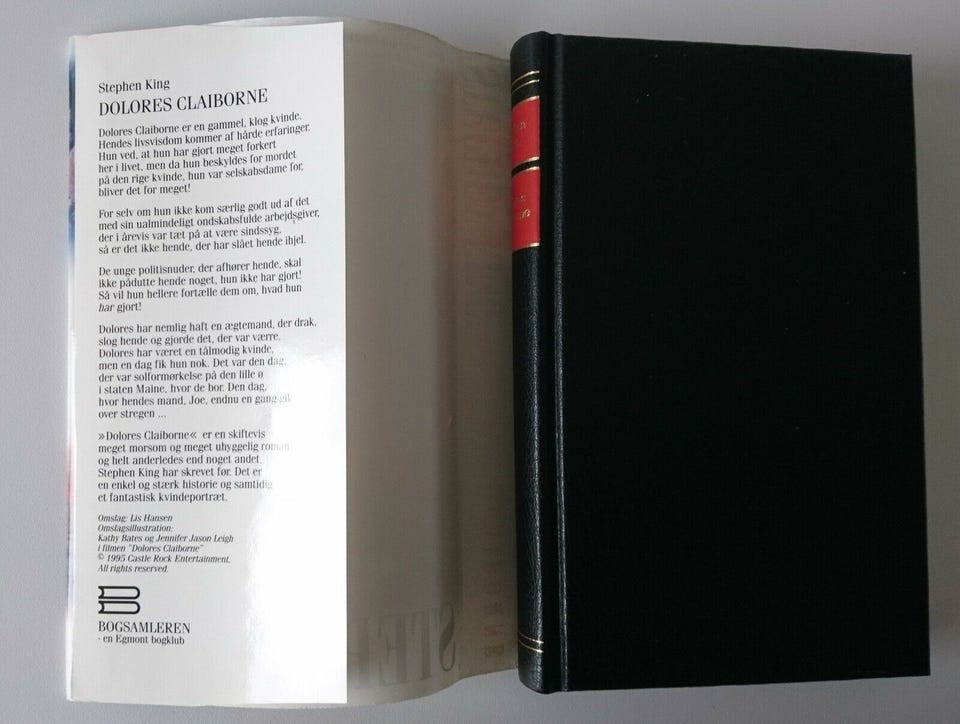 Stephen King
DOLORES CLAIBORNE
Dolores Claiborne er en gammel, klog kvinde.
Hendes livsvisdom kommer af hårde erfaringer.
Hun ved, at hun har gjort meget forkert
her i livet, men da hun beskyldes for mordet
på den rige kvinde, hun var selskabsdame for,
bliver det for meget!
For selv om hun ikke kom særlig godt ud af det
med sin ualmindeligt ondskabsfulde arbejdsgiver,
der i årevis var tæt på at være sindssyg,
så er det ikke hende, der har slået hende ihjel.
De unge politisnuder, der afhører hende, skal
ikke pådutte hende noget, hun ikke har gjort!
Så vil hun hellere fortælle dem om, hvad hun
har gjort!
Dolores har nemlig haft en ægtemand, der drak,
slog hende og gjorde det, der var værre.
Dolores har været en tålmodig kvinde,
men en dag fik hun nok. Det var den dag,
der var solformørkelse på den lille ø
i staten Maine, hvor de bor. Den dag,
hvor hendes mand, Joe, endnu en gang gik
over stregen ...
»Dolores Claiborne« er en skiftevis
meget morsom og meget uhyggelig roman
og helt anderledes end noget andet,
Stephen King har skrevet før. Det er
en enkel og stærk historie og samtidig
et fantastisk kvindeportræt.
Omslag: Lis Hansen
Omslagsillustration:
Kathy Bates og Jennifer Jason Leigh
i filmen "Dolores Claiborne"
© 1995 Castle Rock Entertainment.
All rights reserved.
BOGSAMLEREN
- en Egmont bogklub